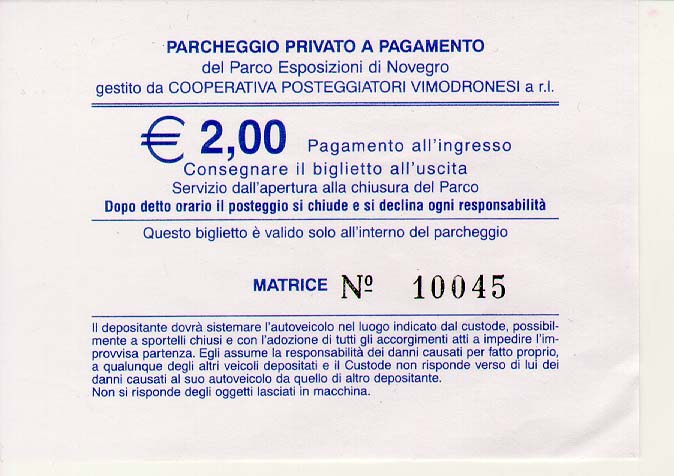 PARCHEGGIO PRIVATO A PAGAMENTO
del Parco Esposizioni di Novegro
gestito da COOPERATIVA POSTEGGIATORI VIMODRONESI a r.l.
€ 2,00 Pagamento all'ingresso
Consegnare il biglietto all'uscita
Servizio dall'apertura alla chiusura del Parco
Dopo detto orario il posteggio si chiude e si declina ogni responsabilità
Questo biglietto è valido solo all'interno del parcheggio
MATRICE Nº 10045
Il depositante dovrà sistemare l'autoveicolo nel luogo indicato dal custode, possibil-
mente a sportelli chiusi e con l'adozione di tutti gli accorgimenti atti a impedire l'im-
provvisa partenza. Egli assume la responsabilità dei danni causati per fatto proprio,
a qualunque degli altri veicoli depositati e il Custode non risponde verso di lui dei
danni causati al suo autoveicolo da quello di altro depositante.
Non si risponde degli oggetti lasciati in macchina.